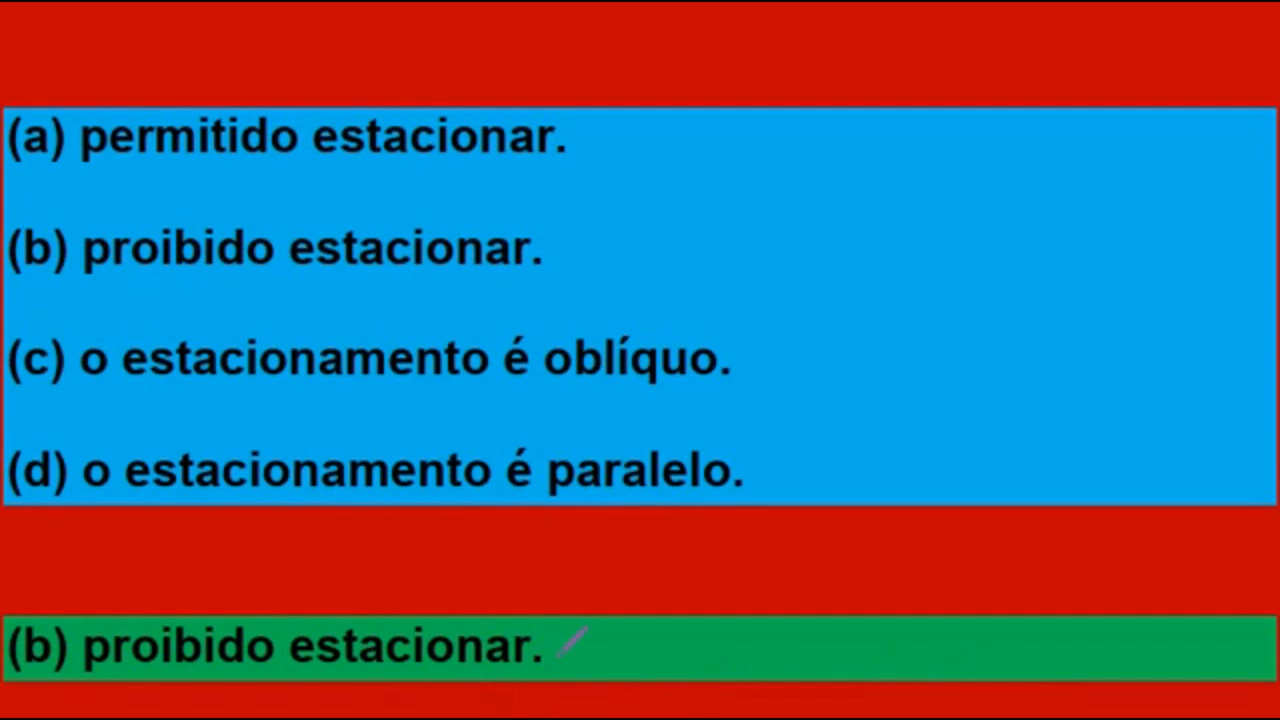 (a) permitido estacionar.
(b) proibido estacionar.
(c) o estacionamento é oblíquo.
(d) o estacionamento é paralelo.
(b) proibido estacionar.